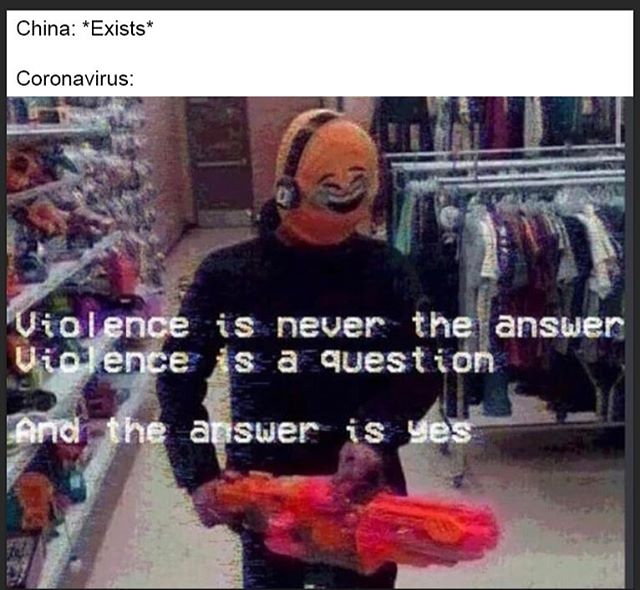 China: *Exists*
Coronavirus:
Violence is never the answer
Violence is a question
And the answer is yes